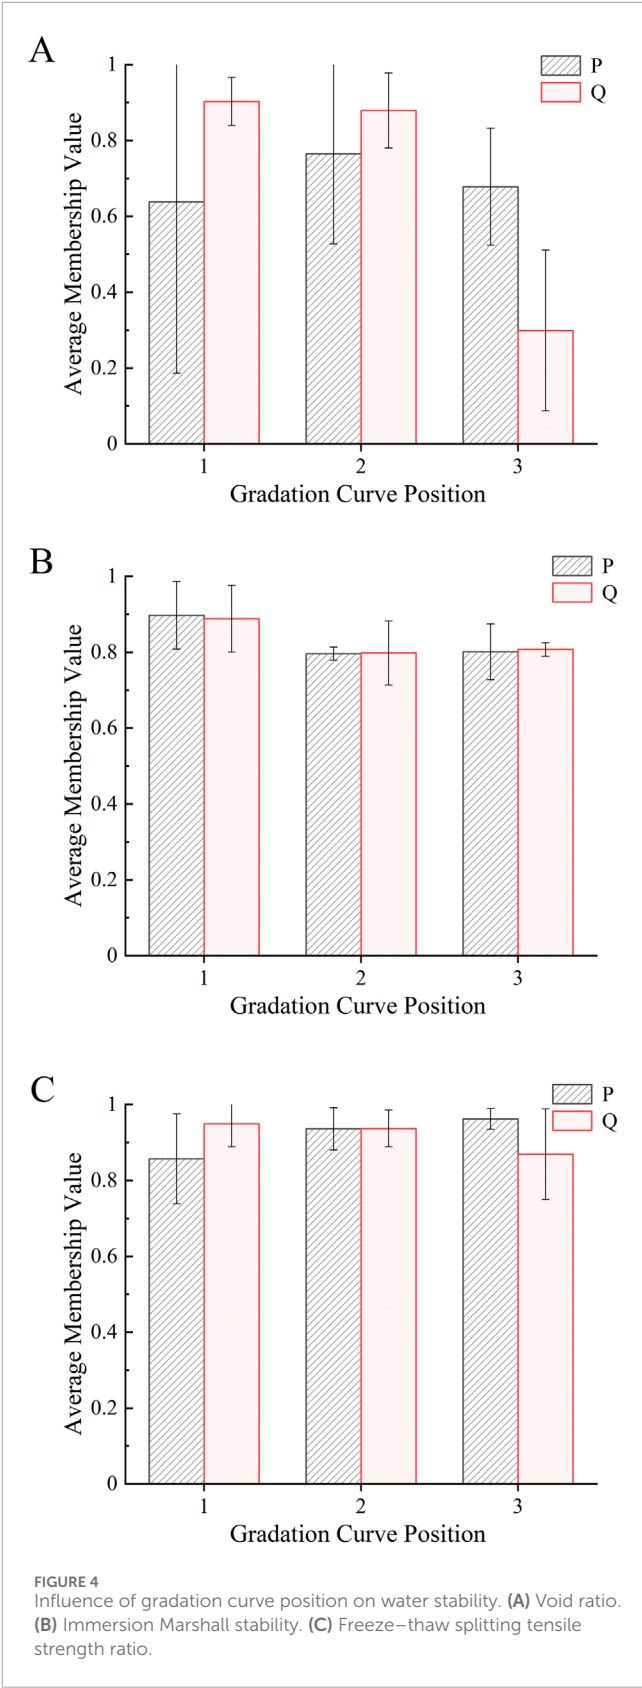 A
P
Q
1
0.8
0.6
0.4
0.2
0
Average Membership Value
1 2 3
Gradation Curve Position
B
P
Q
1
0.8
0.6
0.4
0.2
0
Average Membership Value
1 2 3
Gradation Curve Position
C
P
Q
1
0.8
0.6
0.4
0.2
0
Average Membership Value
1 2 3
Gradation Curve Position
FIGURE 4
Influence of gradation curve position on water stability. (A) Void ratio.
(B) Immersion Marshall stability. (C) Freeze–thaw splitting tensile
strength ratio.